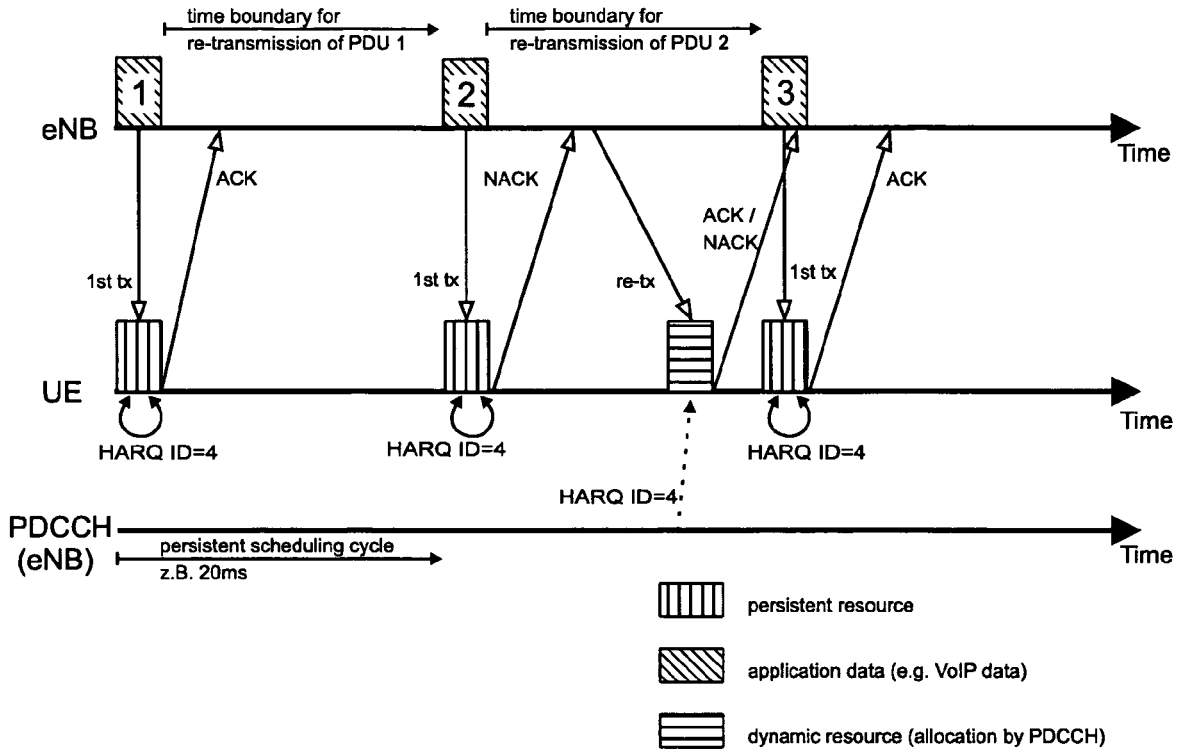 time boundary for
re-transmission of PDU 1
time boundary for
re-transmission of PDU 2
1
2
3
eNB
Time
ACK
NACK
ACK /
NACK
ACK
1st tx
1st tx
re-tx
1st tx
UE
Time
HARQ ID=4
HARQ ID=4
HARQ ID=4
HARQ ID=4
PDCCH
(eNB)
Time
persistent scheduling cycle
z.B. 20ms
persistent resource
application data (e.g. VoIP data)
dynamic resource (allocation by PDCCH)